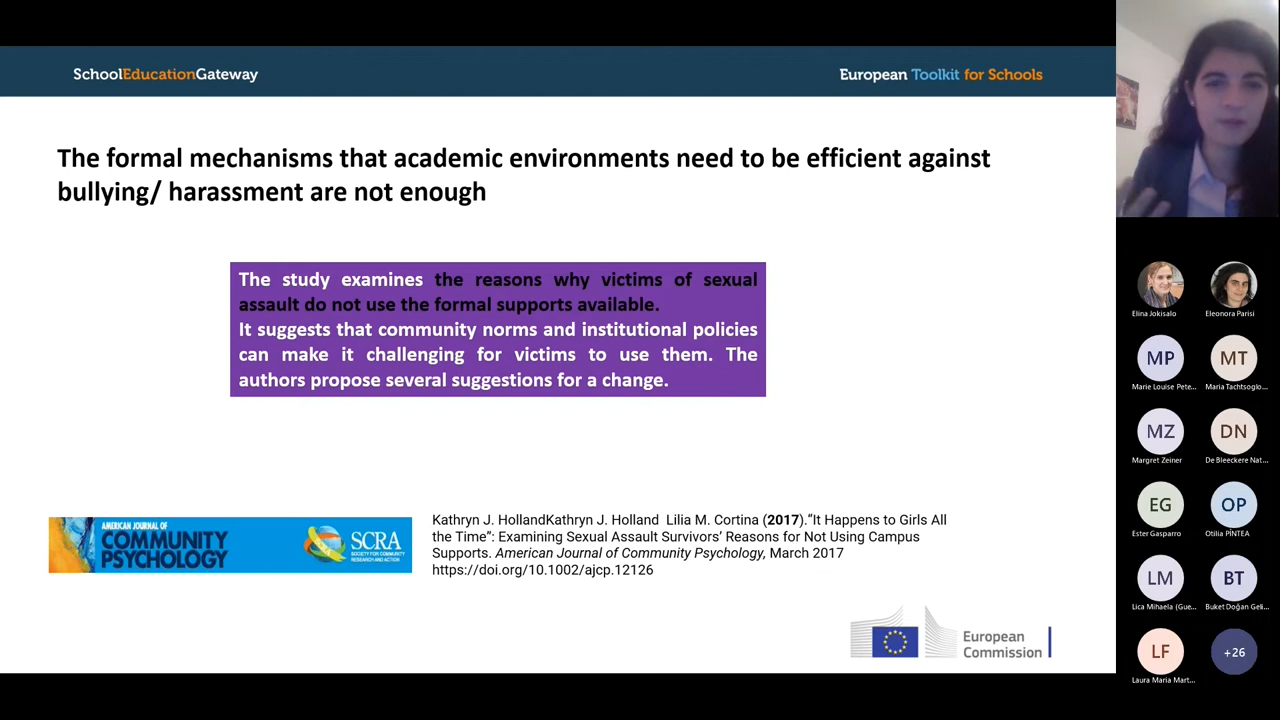 SchoolEducationGateway
European Toolkit for Schools
The formal mechanisms that academic environments need to be efficient against
bullying/ harassment are not enough
The study examines the reasons why victims of sexual
assault do not use the formal supports available.
It suggests that community norms and institutional policies
can make it challenging for victims to use them. The
authors propose several suggestions for a change.
AMERICAN JOURNAL OF
COMMUNITY
PSYCHOLOGY
SCRA
SOCIETY FOR COMMUNITY
RESEARCH AND ACTION
Kathryn J. HollandKathryn J. Holland Lilia M. Cortina (2017).“It Happens to Girls All
the Time”: Examining Sexual Assault Survivors’ Reasons for Not Using Campus
Supports. American Journal of Community Psychology, March 2017
https://doi.org/10.1002/ajcp.12126
European
Commission
Elina Jokisalo
Eleonora Parisi
MP
MT
Marie Louise Pete...
Maria Tachtsoglo...
MZ
DN
Margret Zeiner
De Bleeckere Nat...
EG
OP
Ester Gasparro
Otilia PINTEA
LM
BT
Lica Mihaela (Gue...
Buket Doğan Geli...
LF
+26
Laura Maria Mart...